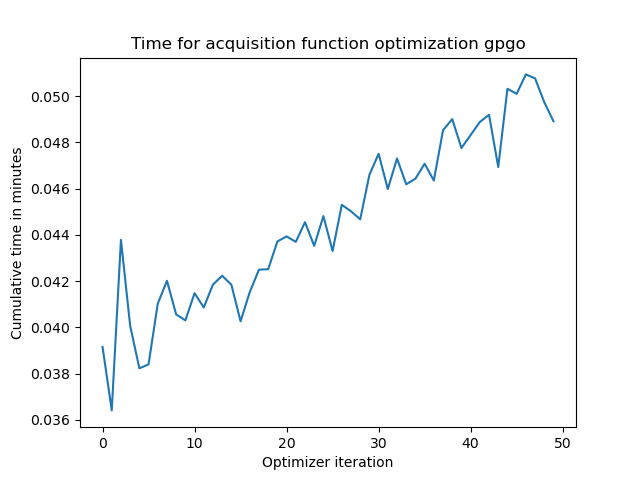 Time for acquisition function optimization gpgo
Cumulative time in minutes
0.050
0.048
0.046
0.044
0.042
0.040
0.038
0.036
0 10 20 30 40 50
Optimizer iteration